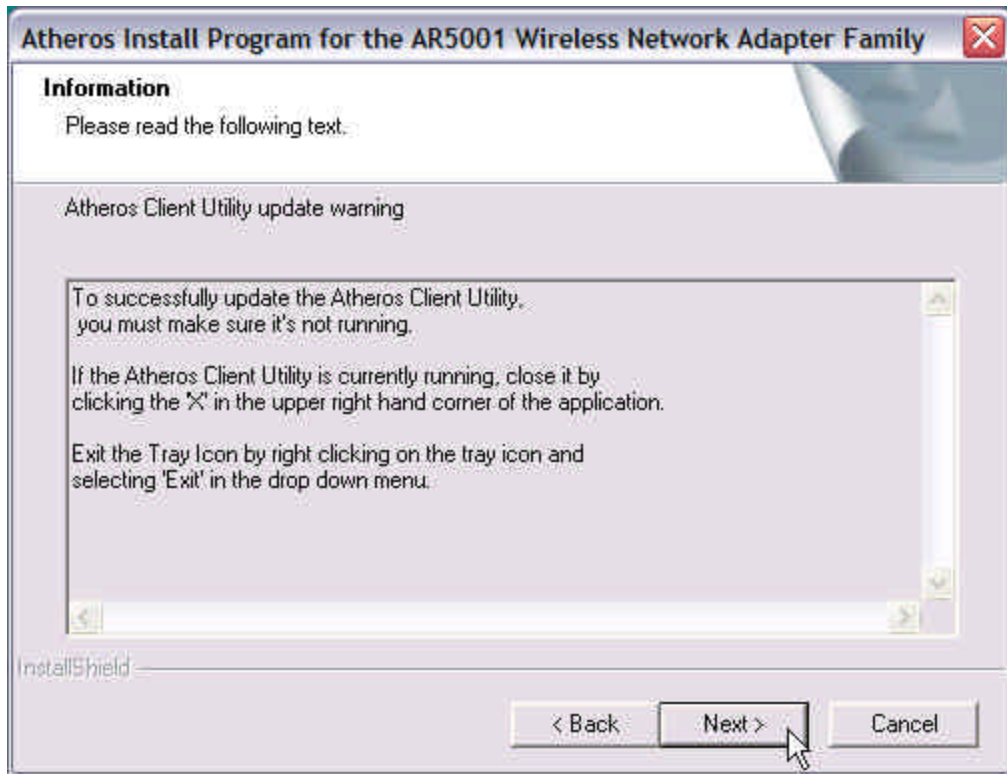 Atheros Install Program for the AR5001 Wireless Network Adapter Family
Information
Please read the following text.
Atheros Client Utility update warning
To successfully update the Atheros Client Utility,
you must make sure it's not running.
If the Atheros Client Utility is currently running, close it by
clicking the 'X' in the upper right hand corner of the application.
Exit the Tray Icon by right clicking on the tray icon and
selecting 'Exit' in the drop down menu.
InstallShield
< Back Next > Cancel